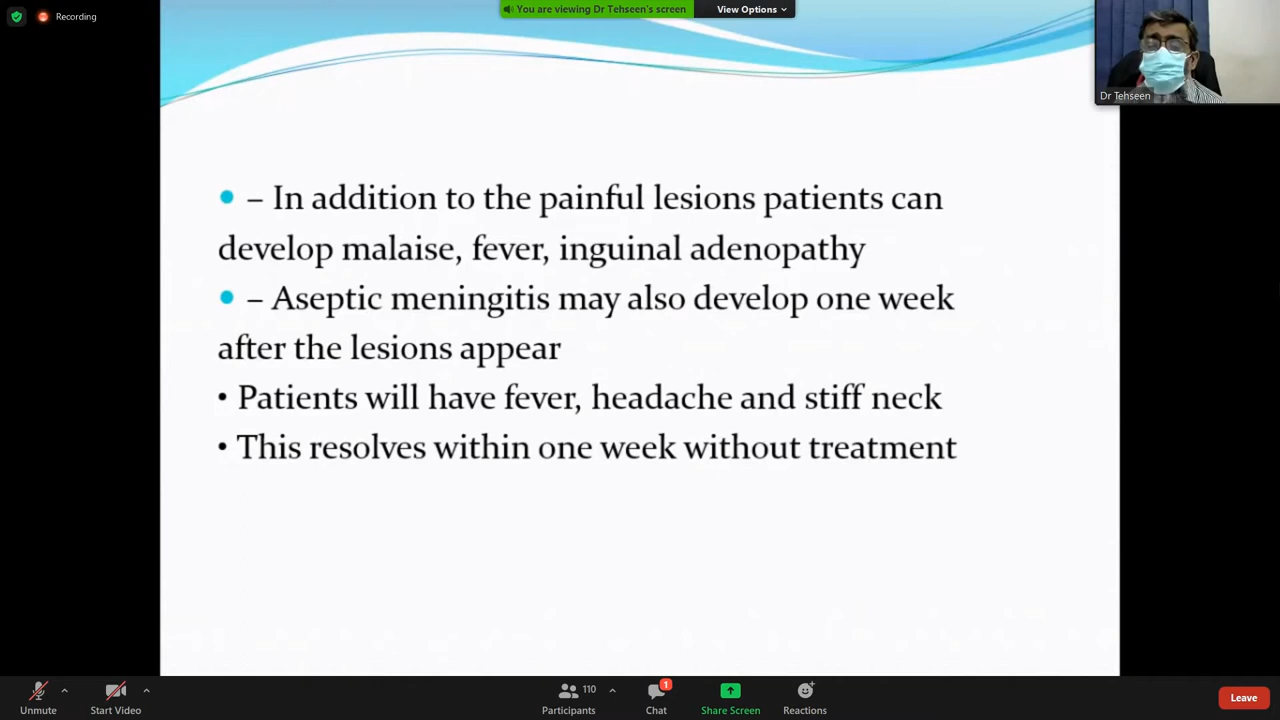 Recording
You are viewing Dr Tehseen's screen
View Options
Dr Tehseen
– In addition to the painful lesions patients can
develop malaise, fever, inguinal adenopathy
– Aseptic meningitis may also develop one week
after the lesions appear
• Patients will have fever, headache and stiff neck
• This resolves within one week without treatment
Unmute
Start Video
110
Participants
1
Chat
Share Screen
Reactions
Leave